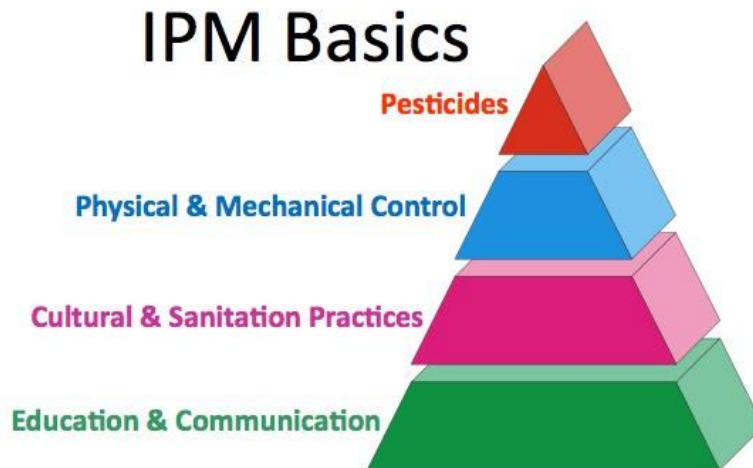 IPM Basics
Pesticides
Physical & Mechanical Control
Cultural & Sanitation Practices
Education & Communication